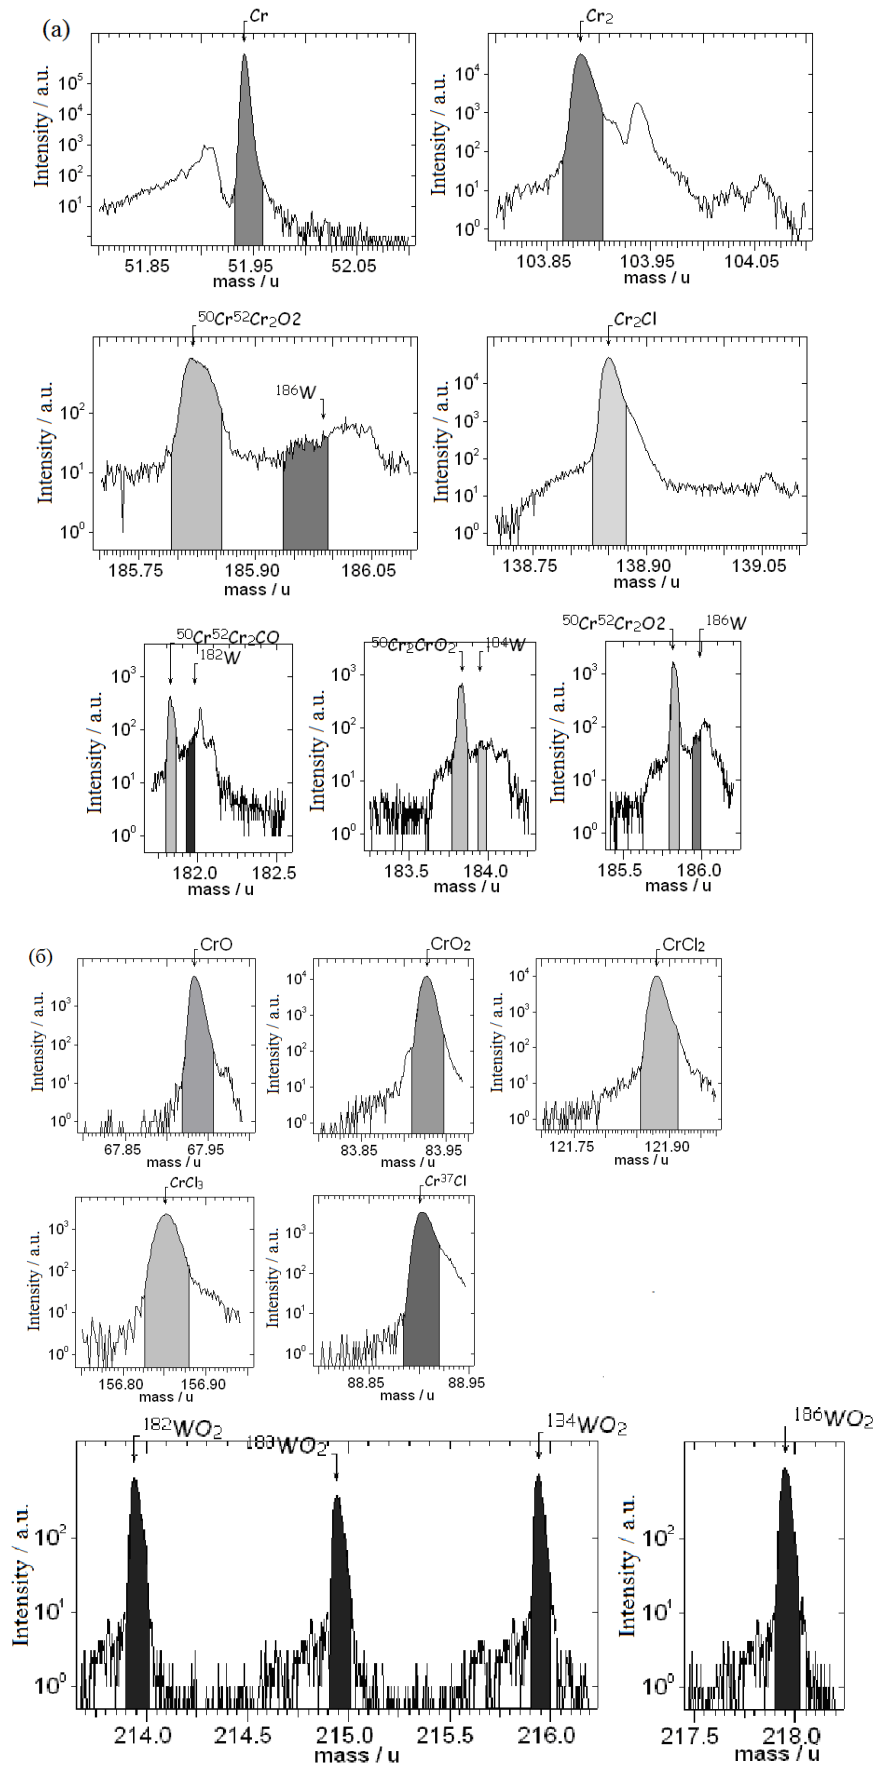 (а)
Cr
Intensity / a.u.
10⁵
10⁴
10³
10²
10¹
51.85 51.95 52.05
mass / u
Cr₂
Intensity / a.u.
10⁴
10³
10²
10¹
10⁰
103.85 103.95 104.05
mass / u
⁵⁰Cr⁵²Cr₂O2
¹⁸⁶W
Intensity / a.u.
10²
10¹
10⁰
185.75 185.90 186.05
mass / u
Cr₂Cl
Intensity / a.u.
10⁴
10³
10²
10¹
10⁰
138.75 138.90 139.05
mass / u
⁵⁰Cr⁵²Cr₂CO
¹⁸²W
Intensity / a.u.
10³
10²
10¹
10⁰
182.0 182.5
mass / u
⁵⁰Cr₂CrO₂ ¹⁸⁴W
Intensity / a.u.
10³
10²
10¹
10⁰
183.5 184.0
mass / u
⁵⁰Cr⁵²Cr₂O2 ¹⁸⁶W
Intensity / a.u.
10³
10²
10¹
10⁰
185.5 186.0
mass / u
(б)
CrO
Intensity / a.u.
10³
10²
10¹
10⁰
67.85 67.95
mass / u
CrO₂
Intensity / a.u.
10⁴
10³
10²
10¹
10⁰
83.85 83.95
mass / u
CrCl₂
Intensity / a.u.
10⁴
10³
10²
10¹
10⁰
121.75 121.90
mass / u
CrCl₃
Intensity / a.u.
10³
10²
10¹
10⁰
156.80 156.90
mass / u
Cr³⁷Cl
Intensity / a.u.
10³
10²
10¹
10⁰
88.85 88.95
mass / u
¹⁸²WO₂ ¹⁸³WO₂ ¹⁸⁴WO₂
Intensity / a.u.
10²
10¹
10⁰
214.0 214.5 215.0 215.5 216.0
mass / u
¹⁸⁶WO₂
Intensity / a.u.
10²
10¹
10⁰
217.5 218.0
mass / u